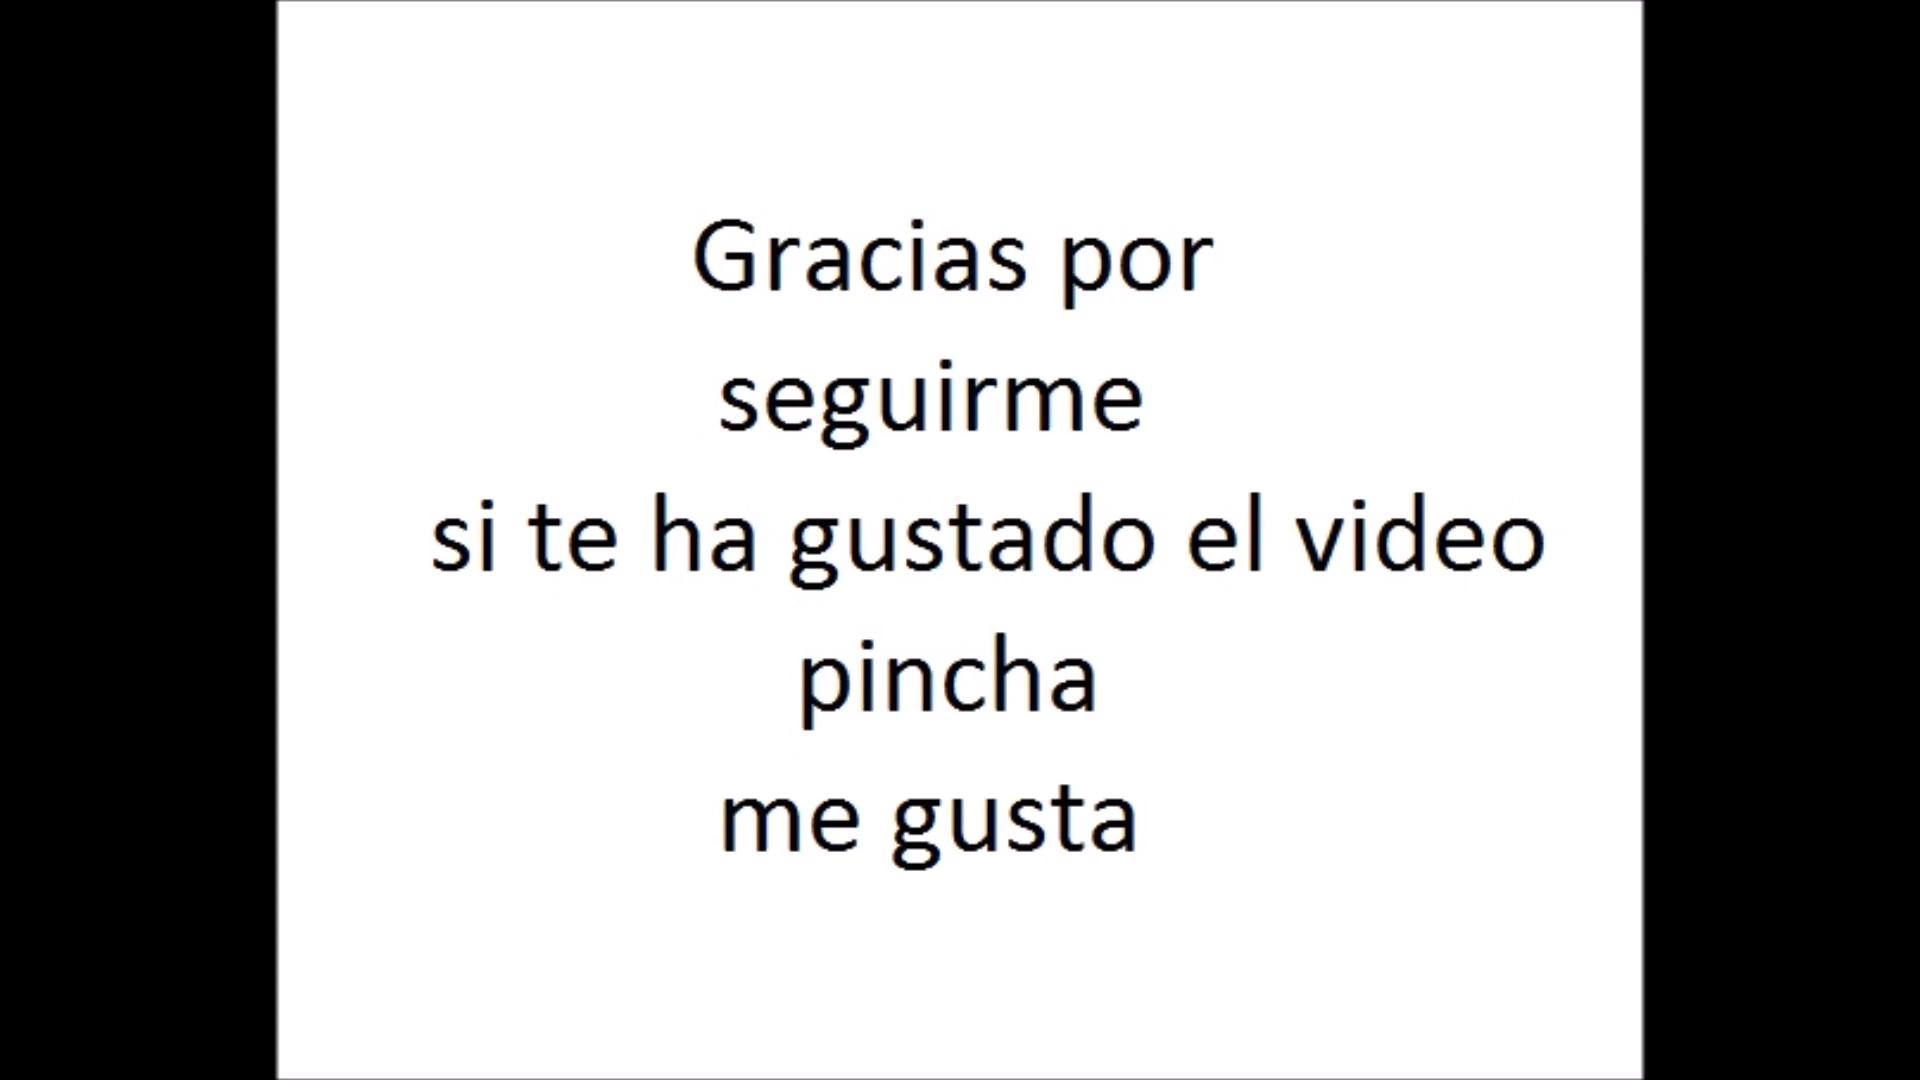 Gracias por
seguirme
si te ha gustado el video
pincha
me gusta